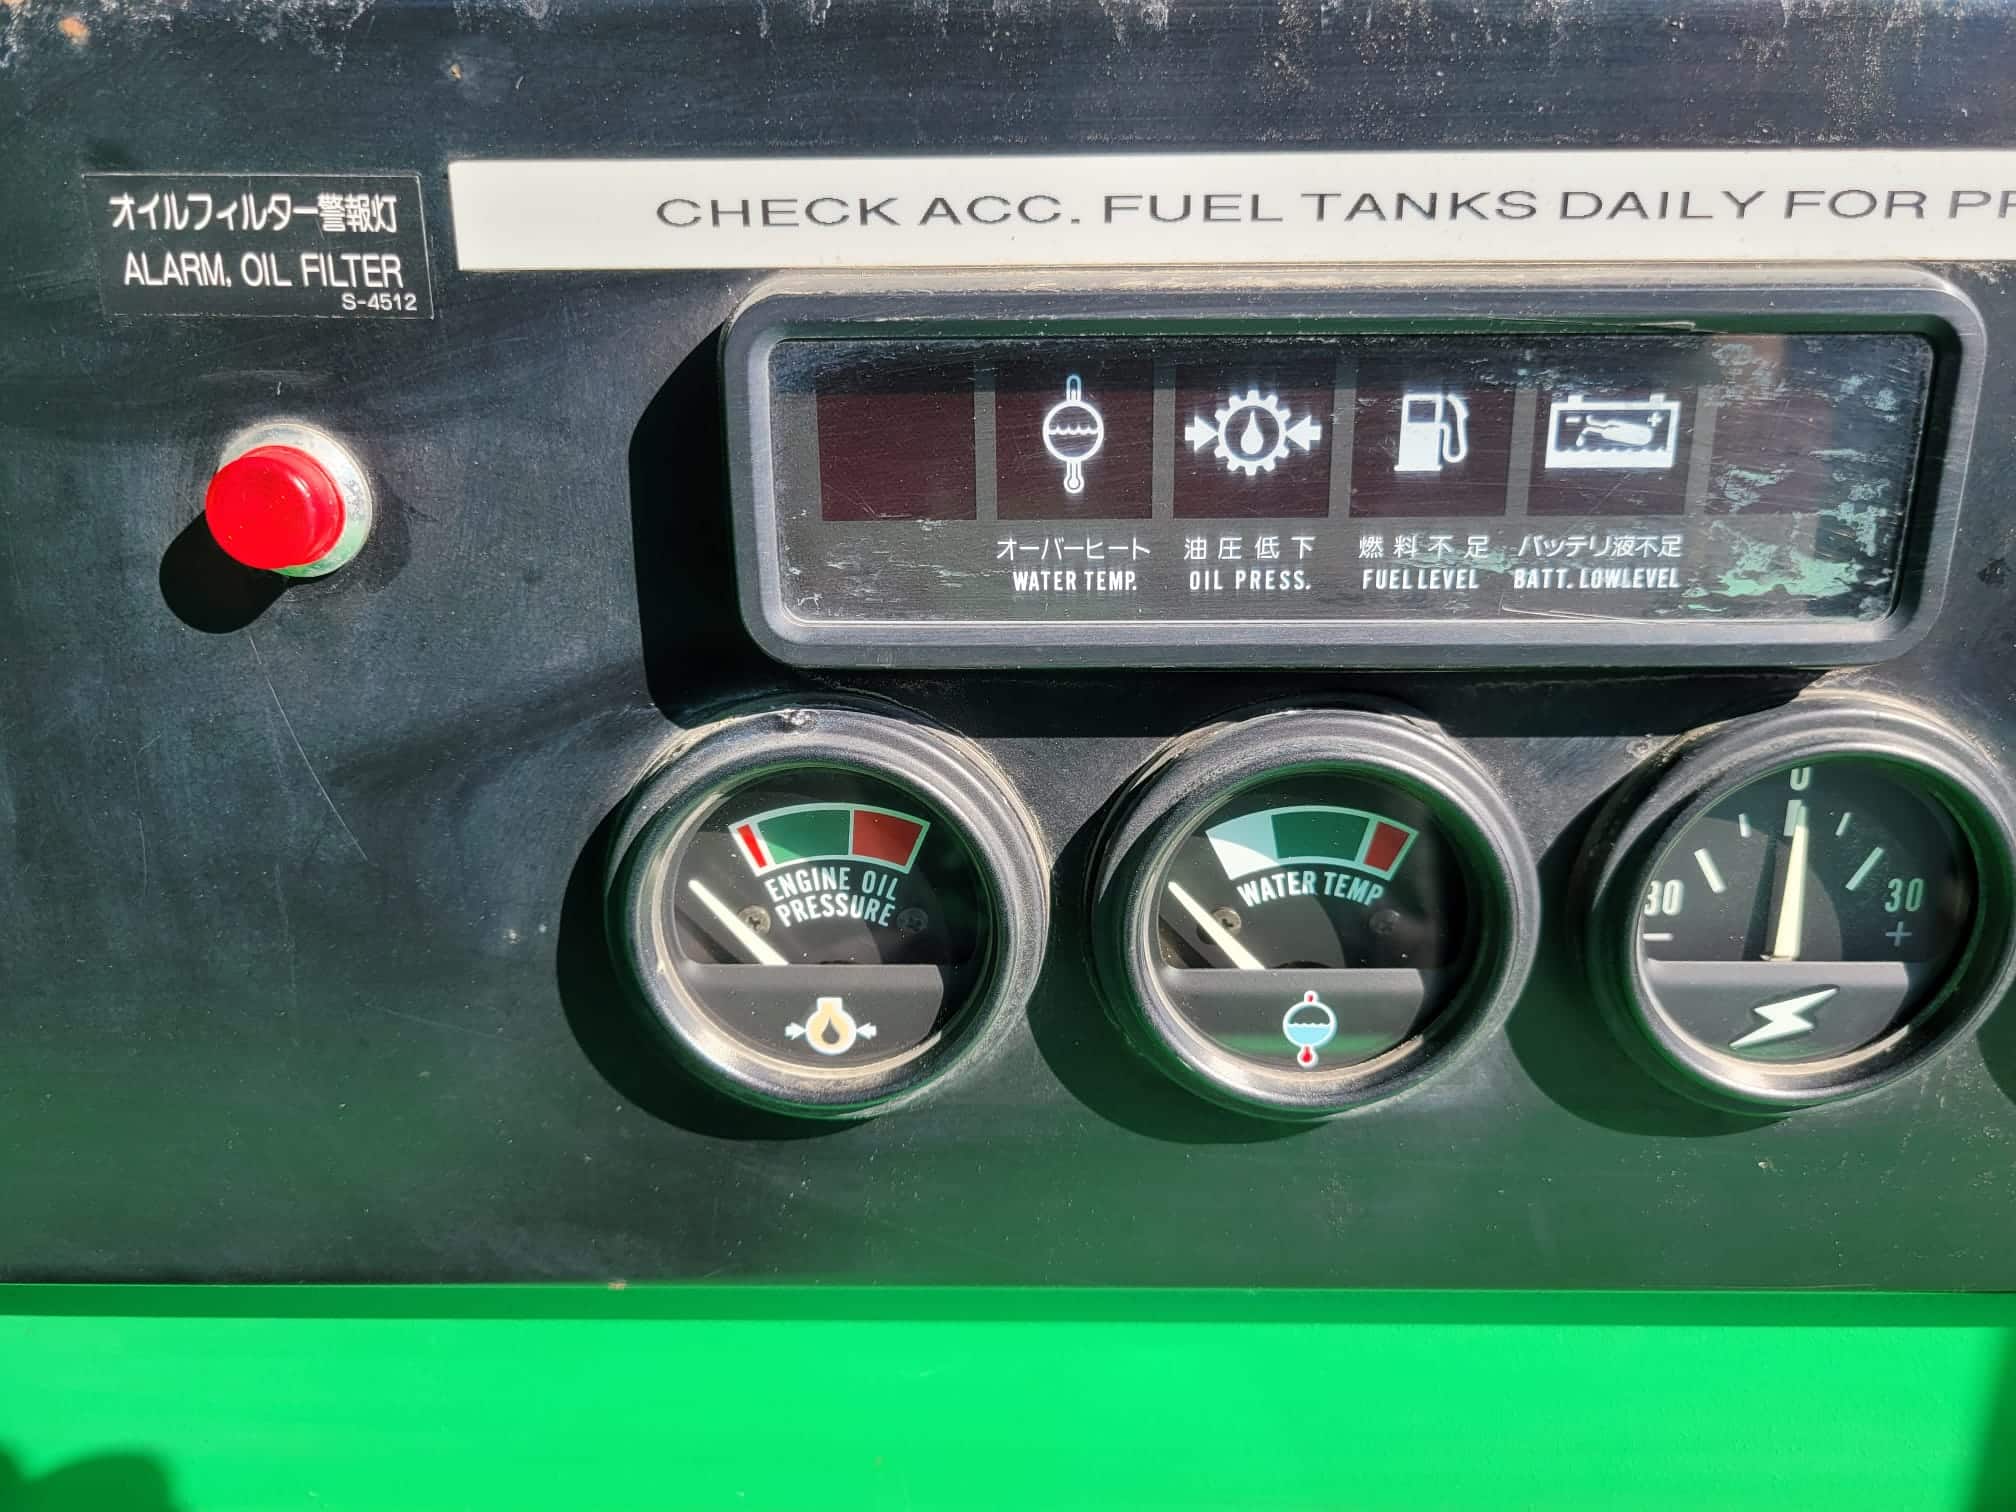 オイルフィルター警報灯
ALARM, OIL FILTER
S-4512
CHECK ACC. FUEL TANKS DAILY FOR
オーバーヒート
WATER TEMP.
油圧低下
OIL PRESS.
燃料不足
FUEL LEVEL
バッテリ液不足
BATT. LOWLEVEL
ENGINE OIL
PRESSURE
WATER TEMP
0
30
30
−
+